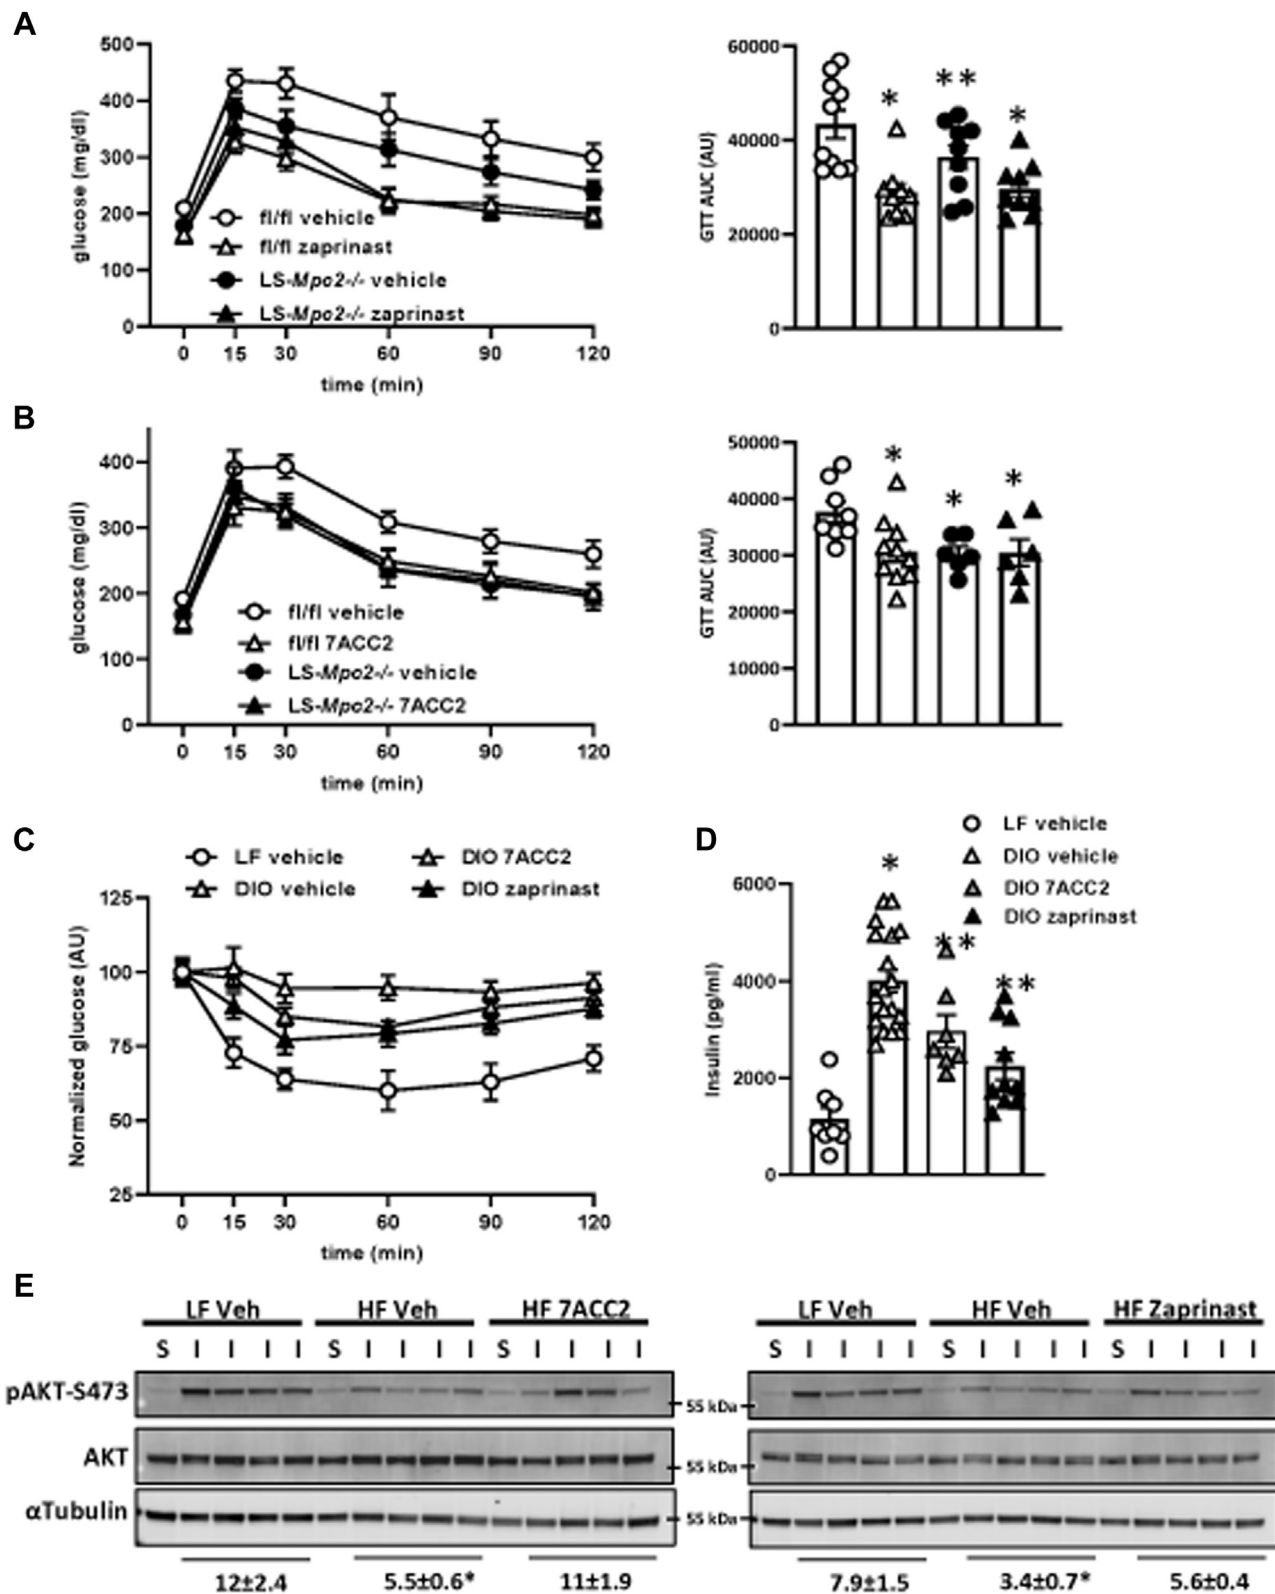 A
500
400
300
200
100
0
glucose (mg/dl)
fl/fl vehicle
fl/fl zaprinast
LS-Mpc2-/- vehicle
LS-Mpc2-/- zaprinast
0 15 30 60 90 120
time (min)
60000
40000
20000
0
GTT AUC (AU)
*
**
*
B
400
300
200
100
0
glucose (mg/dl)
fl/fl vehicle
fl/fl 7ACC2
LS-Mpc2-/- vehicle
LS-Mpc2-/- 7ACC2
0 15 30 60 90 120
time (min)
50000
40000
30000
20000
10000
0
GTT AUC (AU)
*
*
*
C
LF vehicle
DIO vehicle
DIO 7ACC2
DIO zaprinast
125
100
75
50
25
Normalized glucose (AU)
0 15 30 60 90 120
time (min)
D
LF vehicle
DIO vehicle
DIO 7ACC2
DIO zaprinast
6000
4000
2000
0
Insulin (pg/ml)
*
**
**
E
LF Veh HF Veh HF 7ACC2
S I I I I S I I I I S I I I I
pAKT-S473
AKT
αTubulin
55 kDa
55 kDa
55 kDa
12±2.4 5.5±0.6* 11±1.9
LF Veh HF Veh HF Zaprinast
S I I I I S I I I I S I I I I
7.9±1.5 3.4±0.7* 5.6±0.4